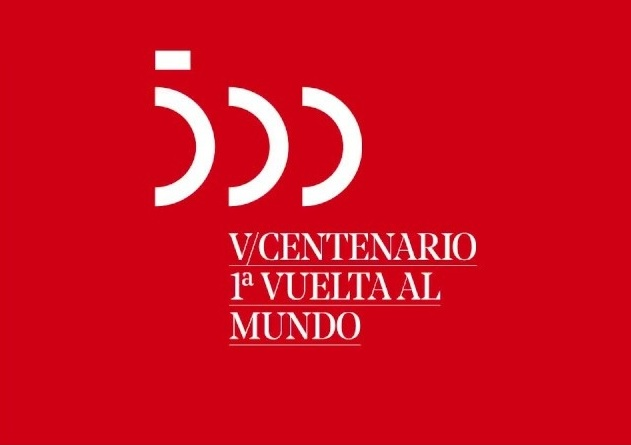 500
V/CENTENARIO
1ª VUELTA AL
MUNDO